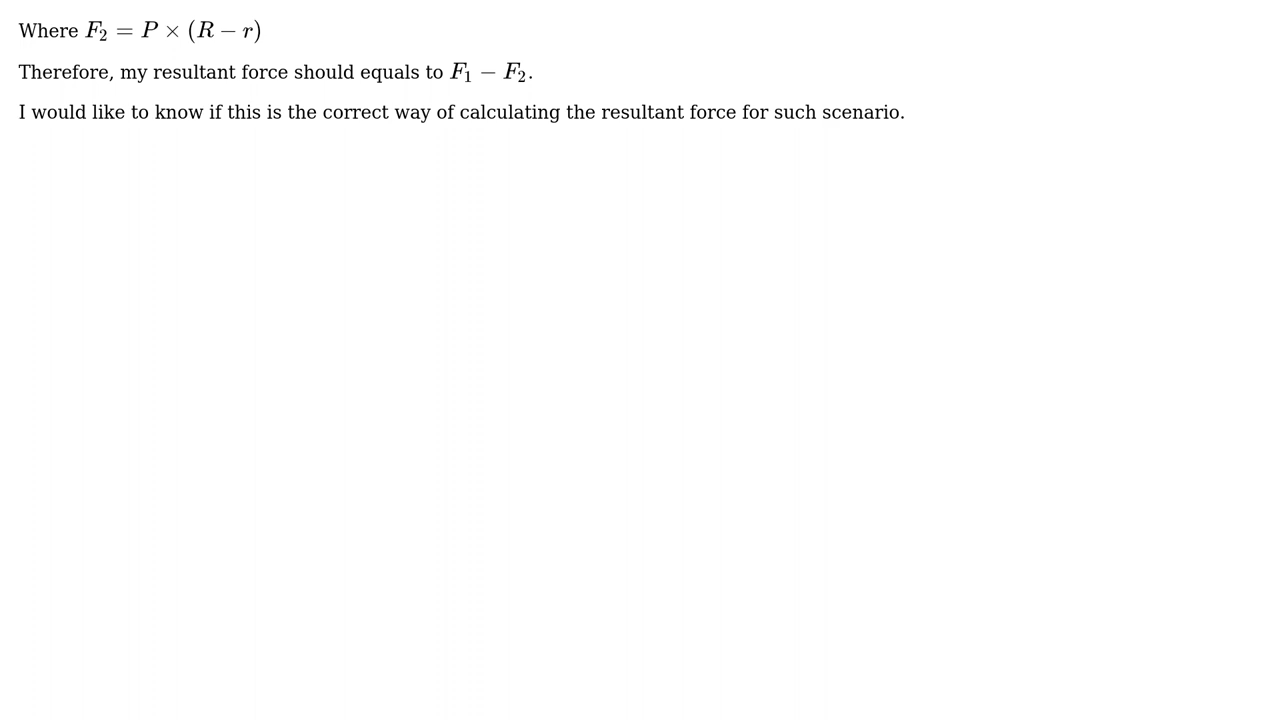 Where F₂ = P × (R − r)
Therefore, my resultant force should equals to F₁ − F₂.
I would like to know if this is the correct way of calculating the resultant force for such scenario.